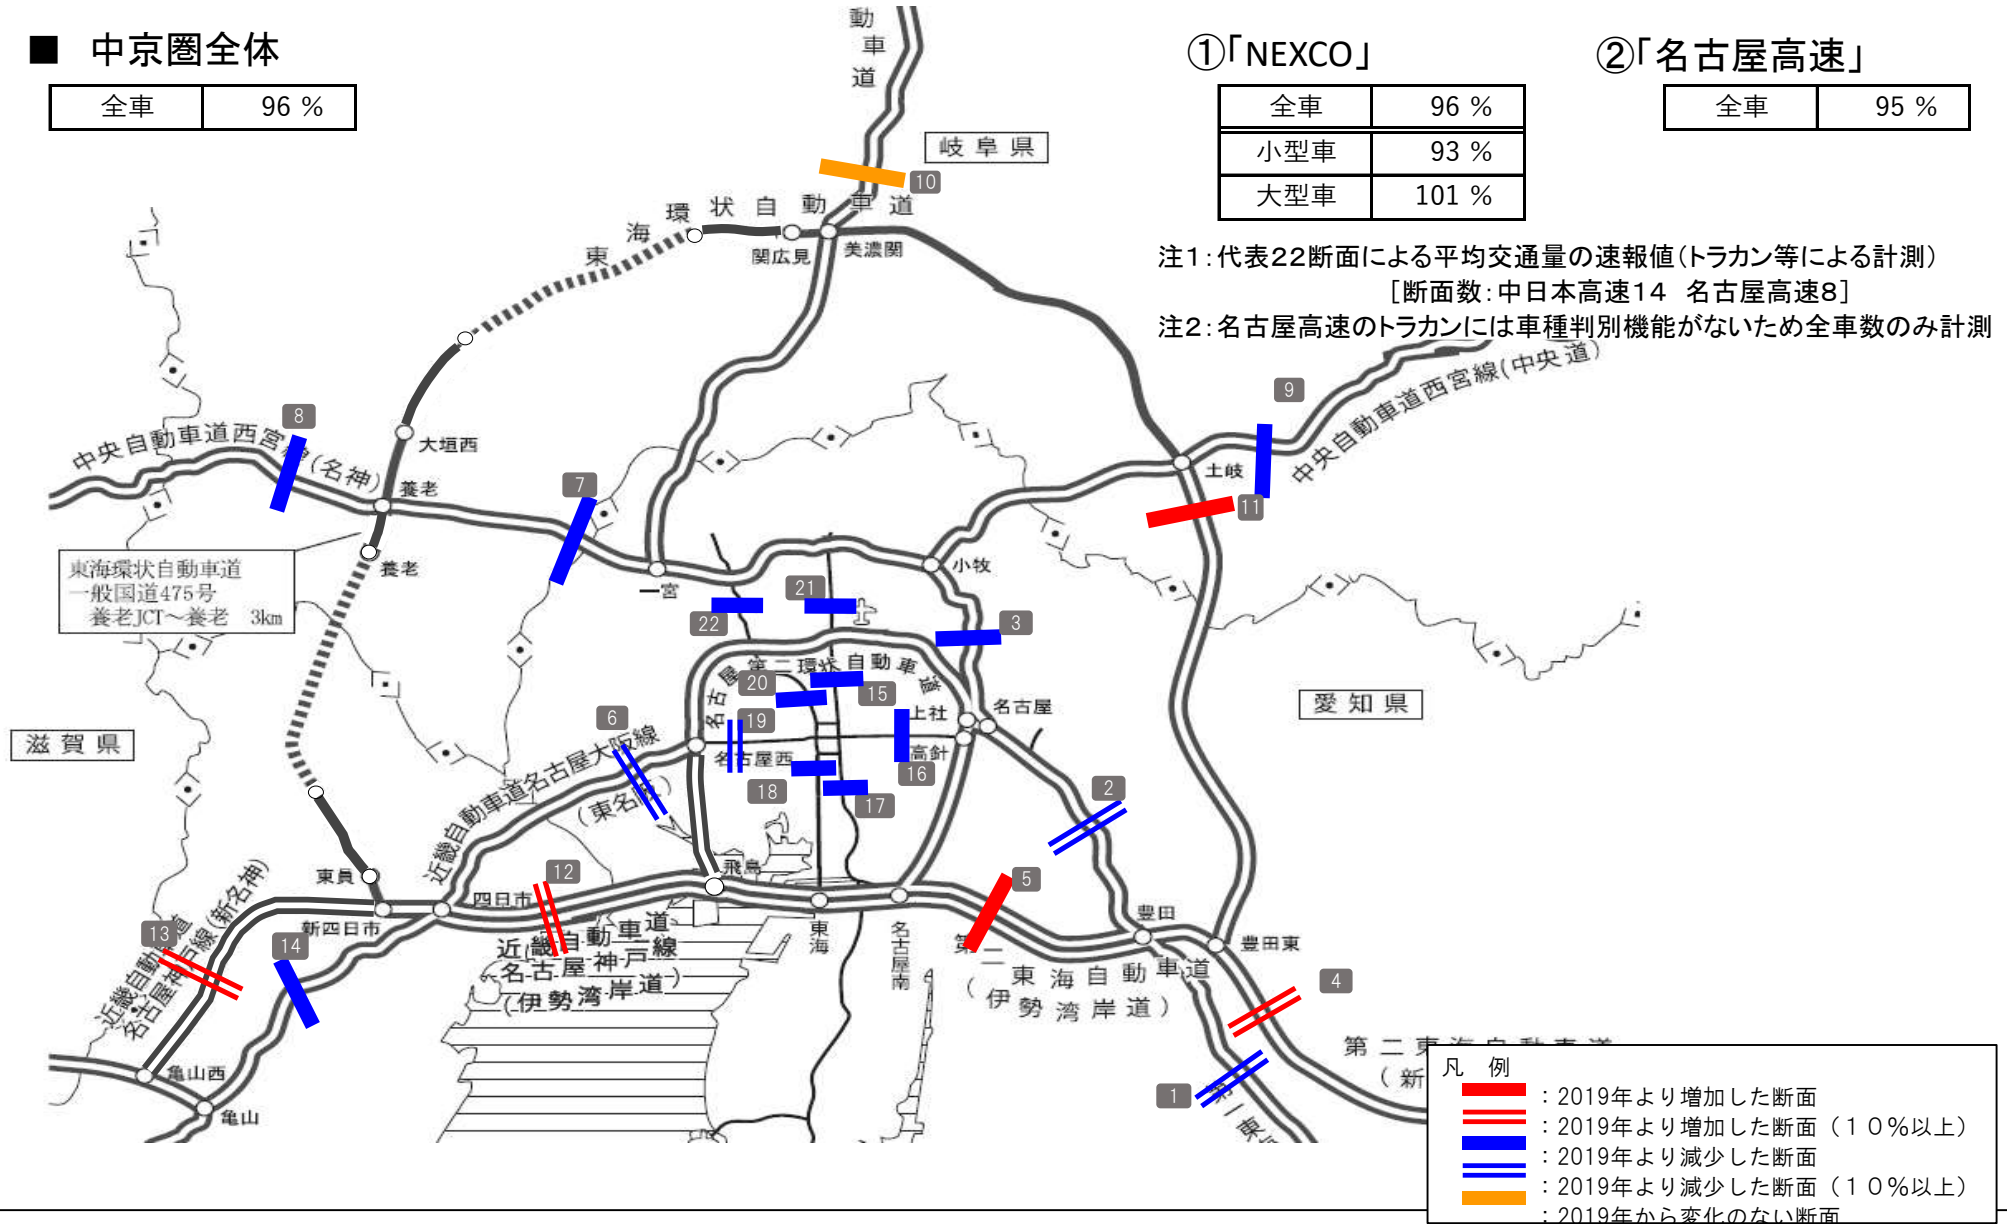 ■ 中京圏全体
全車 96 %
①「NEXCO」
全車 96 %
小型車 93 %
大型車 101 %
②「名古屋高速」
全車 95 %
注1:代表22断面による平均交通量の速報値(トラカン等による計測)
[断面数:中日本高速14 名古屋高速8]
注2:名古屋高速のトラカンには車種判別機能がないため全車数のみ計測
動車道
岐阜県
10
東海環状自動車道
関広見
美濃関
中央自動車道西宮線(中央道)
9
8
中央自動車道西宮線(名神)
大垣西
養老
7
土岐
11
養老
東海環状自動車道
一般国道475号
養老JCT～養老 3km
一宮
小牧
21
22
3
名古屋第二環状自動車道
20
15
上社
名古屋
愛知県
滋賀県
6
19
名古屋西
高針
16
近畿自動車道名古屋大阪線
(東名阪)
18
17
2
飛島
東員
12
四日市
5
新四日市
東海
名古屋南
豊田
豊田東
13
14
近畿自動車道
名古屋神戸線(新名神)
近畿自動車道
名古屋神戸線
(伊勢湾岸道)
第二東海自動車道
(伊勢湾岸道)
4
亀山西
亀山
1
第一東
第二東海自動車道
(新
凡 例
:2019年より増加した断面
:2019年より増加した断面(10%以上)
:2019年より減少した断面
:2019年より減少した断面(10%以上)
:2019年から変化のない断面